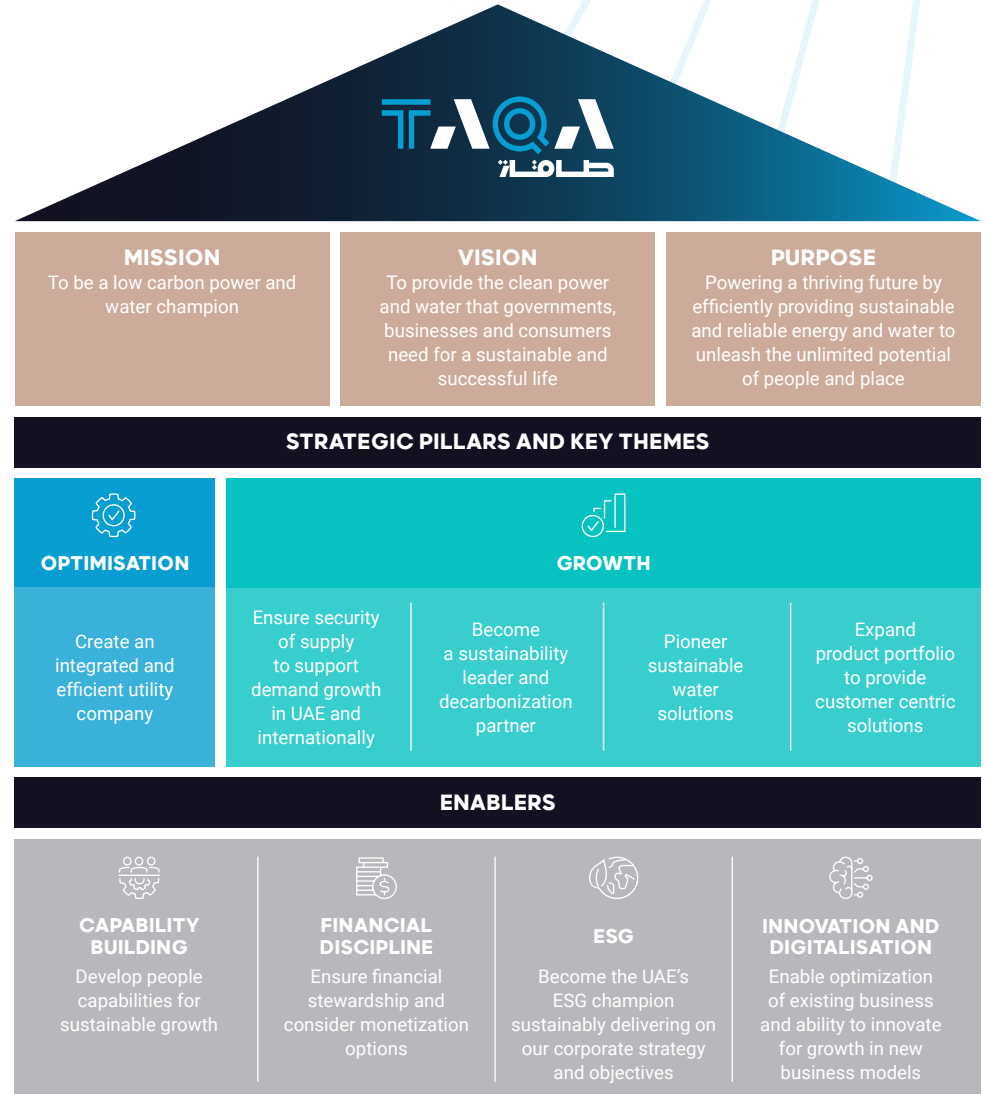 TAQA
طاقة
MISSION
To be a low carbon power and
water champion
VISION
To provide the clean power
and water that governments,
businesses and consumers
need for a sustainable and
successful life
PURPOSE
Powering a thriving future by
efficiently providing sustainable
and reliable energy and water to
unleash the unlimited potential
of people and place
STRATEGIC PILLARS AND KEY THEMES
OPTIMISATION
Create an
integrated and
efficient utility
company
GROWTH
Ensure security
of supply
to support
demand growth
in UAE and
internationally
Become
a sustainability
leader and
decarbonization
partner
Pioneer
sustainable
water
solutions
Expand
product portfolio
to provide
customer centric
solutions
ENABLERS
CAPABILITY
BUILDING
Develop people
capabilities for
sustainable growth
FINANCIAL
DISCIPLINE
Ensure financial
stewardship and
consider monetization
options
ESG
Become the UAE's
ESG champion
sustainably delivering on
our corporate strategy
and objectives
INNOVATION AND
DIGITALISATION
Enable optimization
of existing business
and ability to innovate
for growth in new
business models